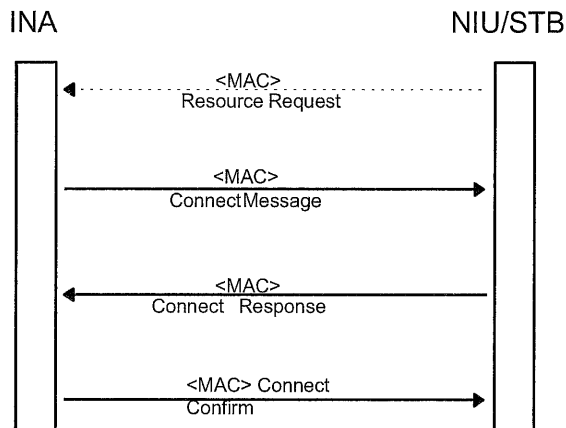 INA NIU/STB
<MAC>
Resource Request
<MAC>
ConnectMessage
<MAC>
Connect Response
<MAC> Connect
Confirm